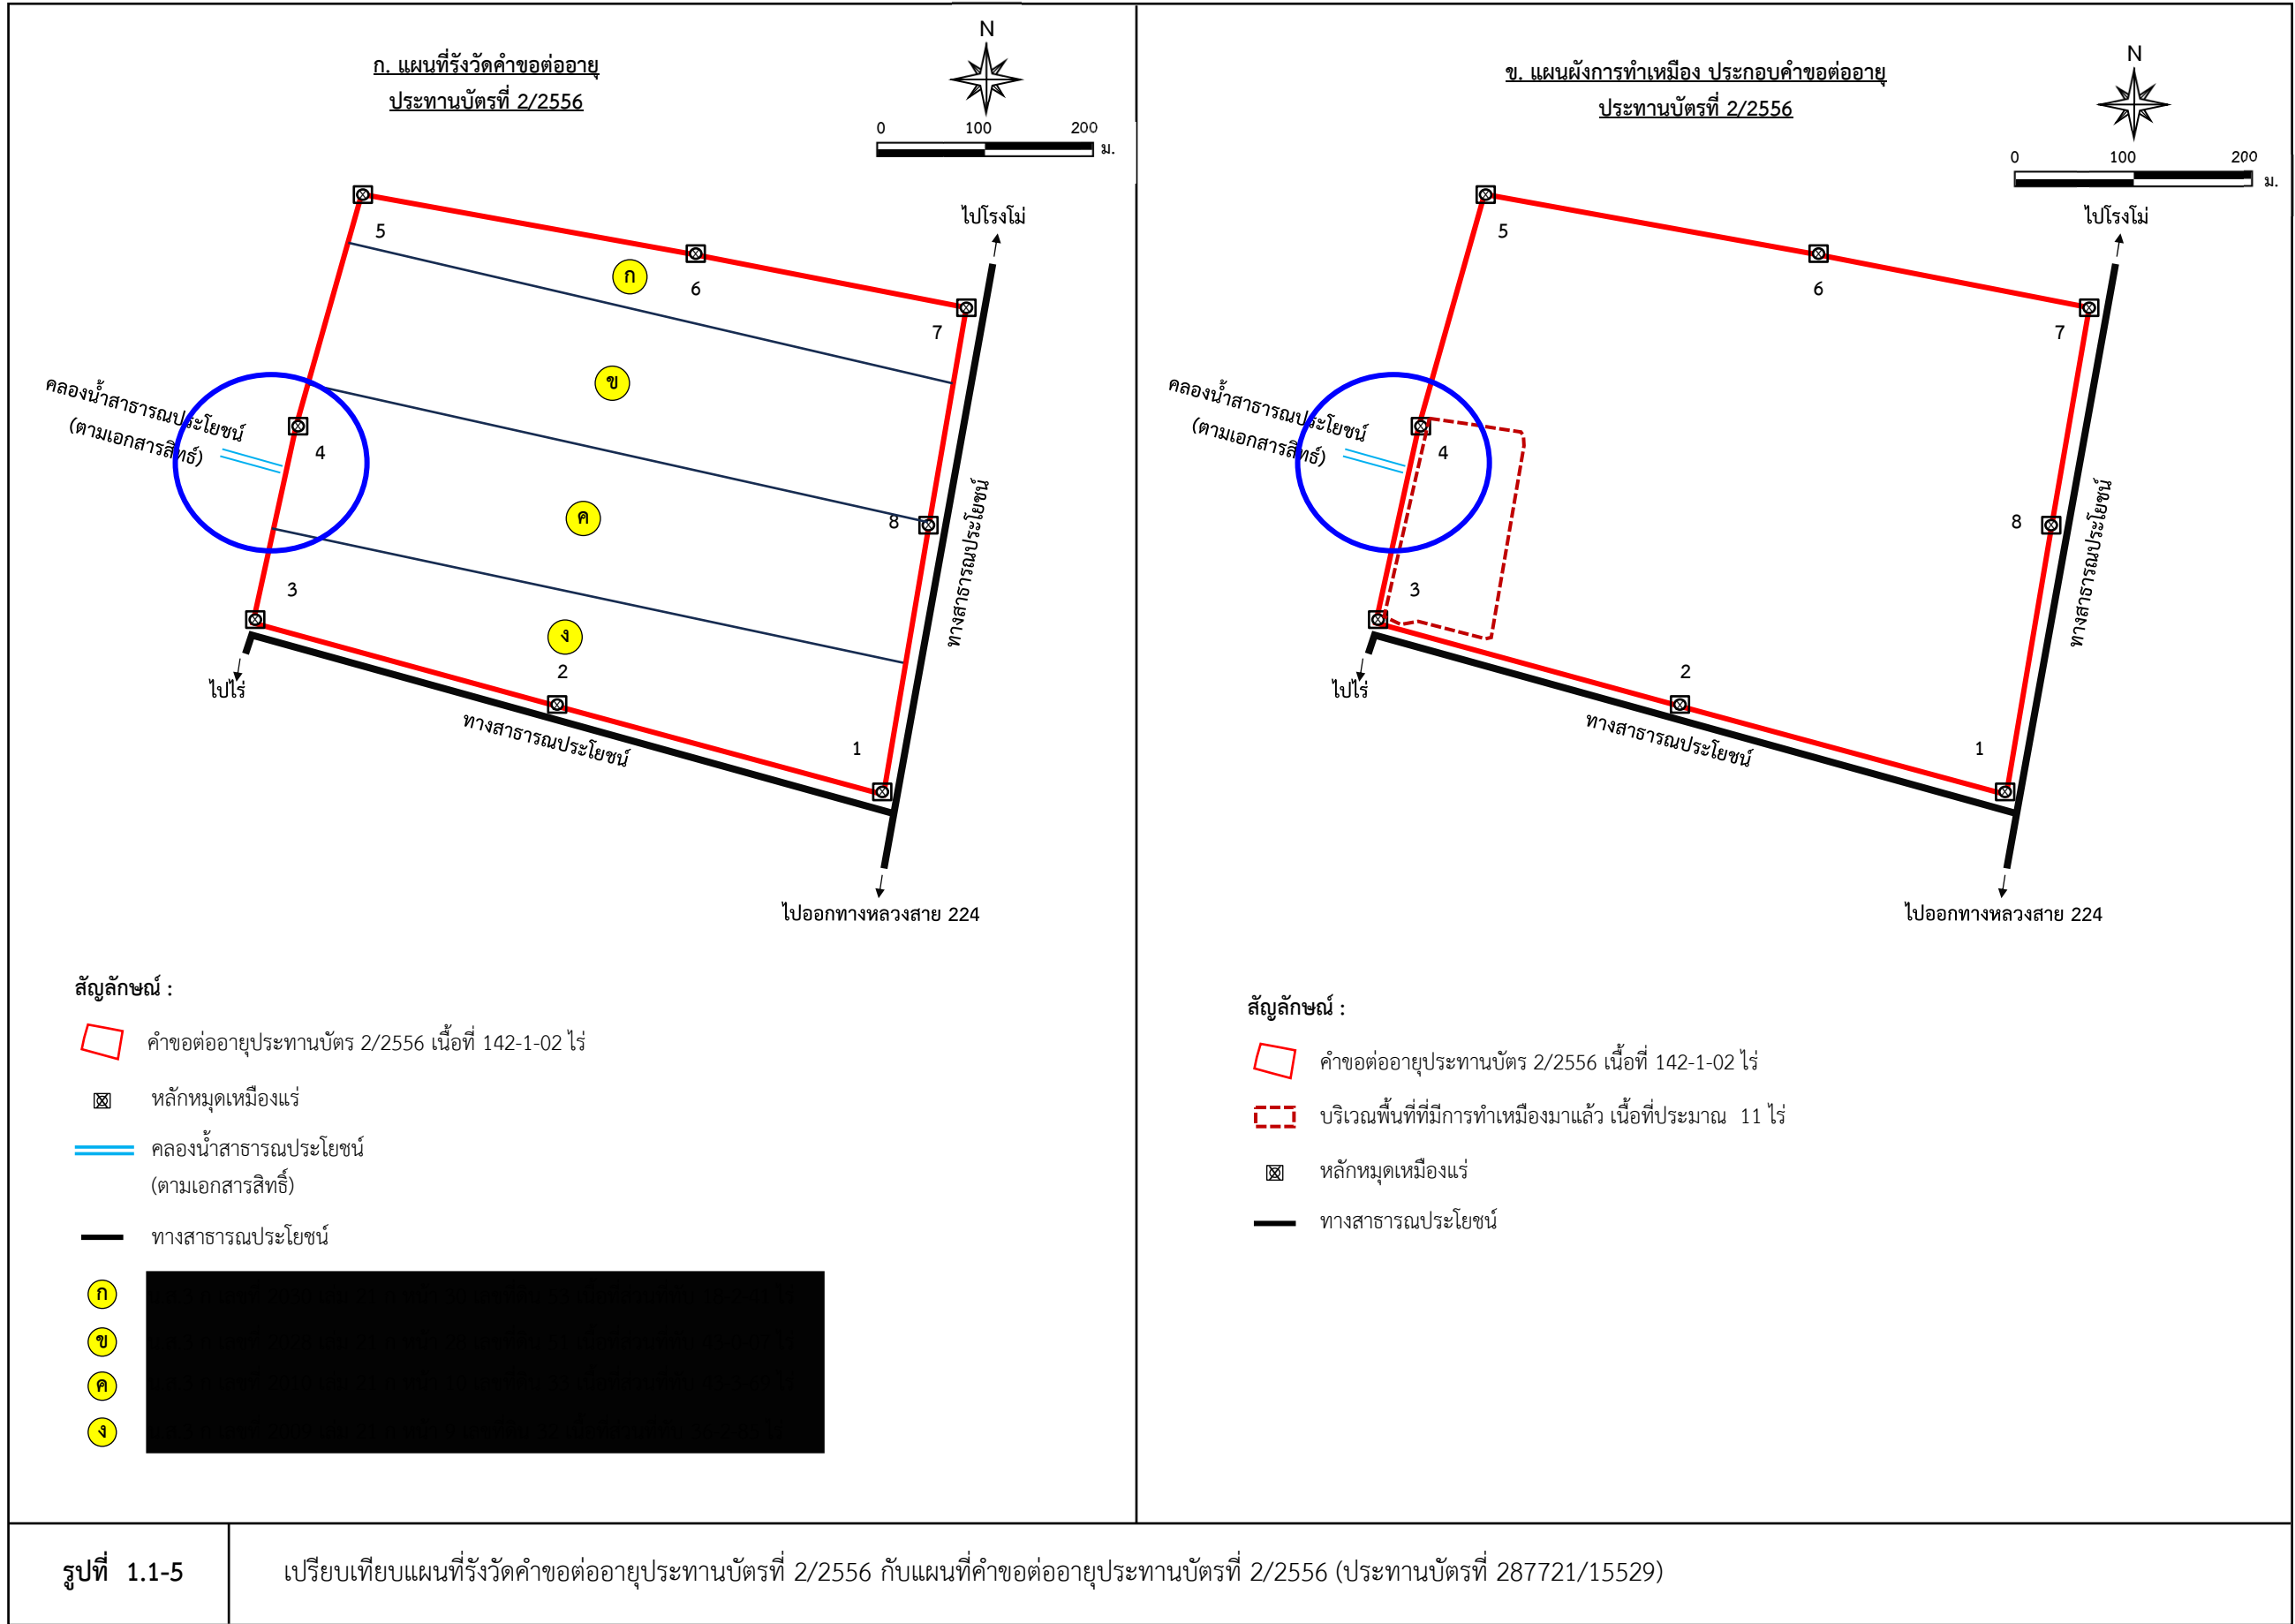 ก. แผนที่รังวัดคำขอต่ออายุ
ประทานบัตรที่ 2/2556
N
0 100 200
ม.
ไปโรงโม่
5
ก
6
7
ข
คลองน้ำสาธารณประโยชน์
(ตามเอกสารสิทธ์)
4
ค
8
ทางสาธารณประโยชน์
3
ง
2
ไปไร่
ทางสาธารณประโยชน์
1
ไปออกทางหลวงสาย 224
สัญลักษณ์ :
คำขอต่ออายุประทานบัตร 2/2556 เนื้อที่ 142-1-02 ไร่
หลักหมุดเหมืองแร่
คลองน้ำสาธารณประโยชน์
(ตามเอกสารสิทธิ์)
ทางสาธารณประโยชน์
ก
ข
ค
ง
ข. แผนผังการทำเหมือง ประกอบคำขอต่ออายุ
ประทานบัตรที่ 2/2556
N
0 100 200
ม.
ไปโรงโม่
5
6
7
คลองน้ำสาธารณประโยชน์
(ตามเอกสารสิทธ์)
4
8
ทางสาธารณประโยชน์
3
2
ไปไร่
ทางสาธารณประโยชน์
1
ไปออกทางหลวงสาย 224
สัญลักษณ์ :
คำขอต่ออายุประทานบัตร 2/2556 เนื้อที่ 142-1-02 ไร่
บริเวณพื้นที่ที่มีการทำเหมืองมาแล้ว เนื้อที่ประมาณ 11 ไร่
หลักหมุดเหมืองแร่
ทางสาธารณประโยชน์
รูปที่ 1.1-5
เปรียบเทียบแผนที่รังวัดคำขอต่ออายุประทานบัตรที่ 2/2556 กับแผนที่คำขอต่ออายุประทานบัตรที่ 2/2556 (ประทานบัตรที่ 287721/15529)